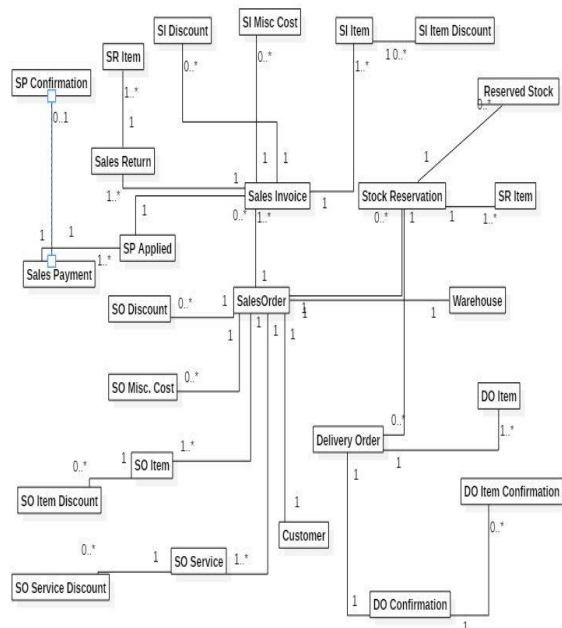 SI Misc Cost
SI Discount
SI Item
SI Item Discount
0..*
0..*
1..*
1 0..*
SR Item
SP Confirmation
1..*
0..1
Reserved Stock
0..*
1
Sales Return
1
1
1
1
1..*
Sales Invoice
1
Stock Reservation
1
1..*
SR Item
1
0..*
1..*
0..*
1
1
1
SP Applied
1..*
Sales Payment
1
SalesOrder
Warehouse
SO Discount
0..*
1
1
1
1
1
1
1
1
SO Misc. Cost
0..*
DO Item
1..*
0..*
Delivery Order
1
1
1..*
SO Item
1
0..*
SO Item Discount
DO Item Confirmation
0..*
1
Customer
0..*
1
SO Service
1..*
SO Service Discount
1
DO Confirmation
1